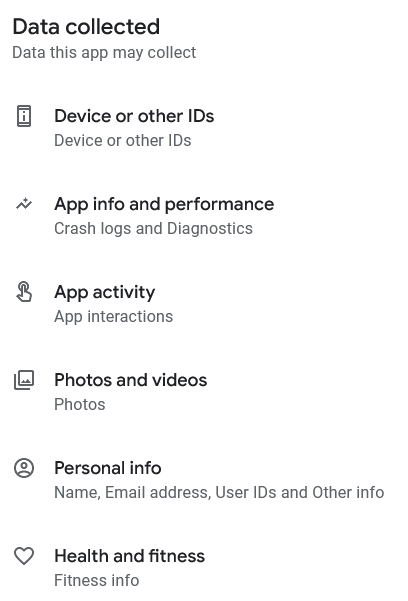 Data collected
Data this app may collect
Device or other IDs
Device or other IDs
App info and performance
Crash logs and Diagnostics
App activity
App interactions
Photos and videos
Photos
Personal info
Name, Email address, User IDs and Other info
Health and fitness
Fitness info